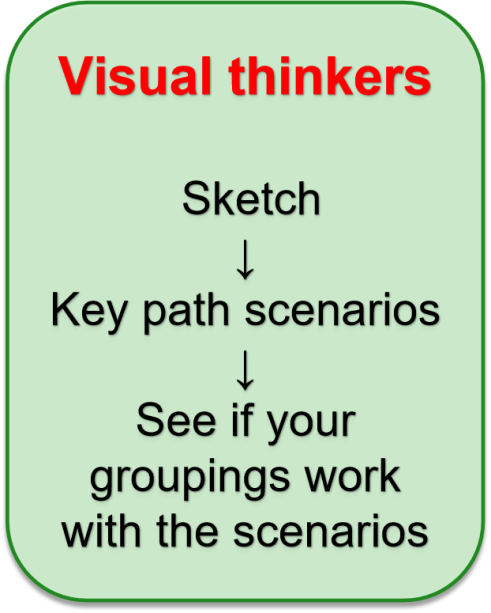 Visual thinkers
Sketch
↓
Key path scenarios
↓
See if your
groupings work
with the scenarios